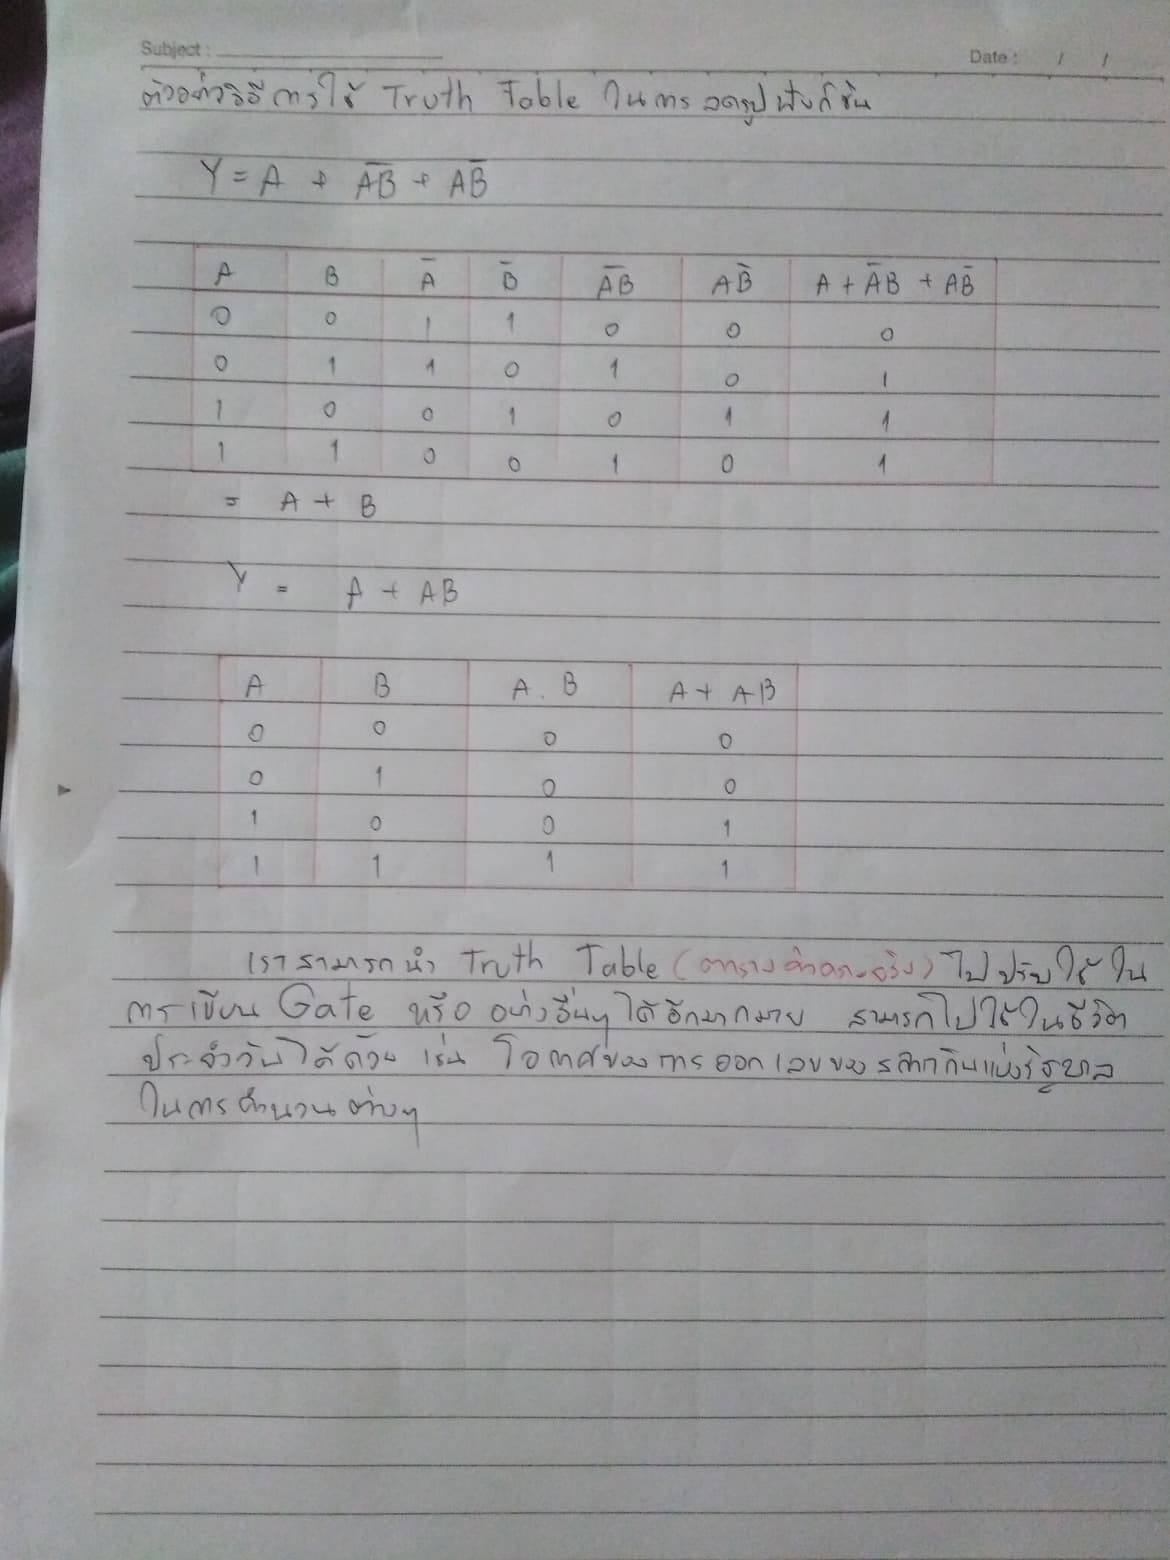 Subject :
Date : / /
ตัวอย่างวิธีการใช้ Truth Table ในการลดรูปฟังก์ชัน
Y = A + A̅B̅ + AB̅
A B A̅ B̅ A̅B AB̅ A + A̅B + AB̅
0 0 1 1 0 0 0
0 1 1 0 1 0 1
1 0 0 1 0 1 1
1 1 0 0 1 0 1
= A + B
Y = A + AB
A B A . B A + AB
0 0 0 0
0 1 0 0
1 0 0 1
1 1 1 1
เราสามารถนำ Truth Table (ตารางค่าความจริง) ไปปรับใช้ใน
การเขียน Gate หรือ อย่างอื่นๆ ได้อีกมากมาย สามารถไปใช้ในชีวิต
ประจำวันได้ด้วย เช่น โอกาศของการออกเลขของสลากกินแบ่งรัฐบาล
ในการคำนวนต่างๆ